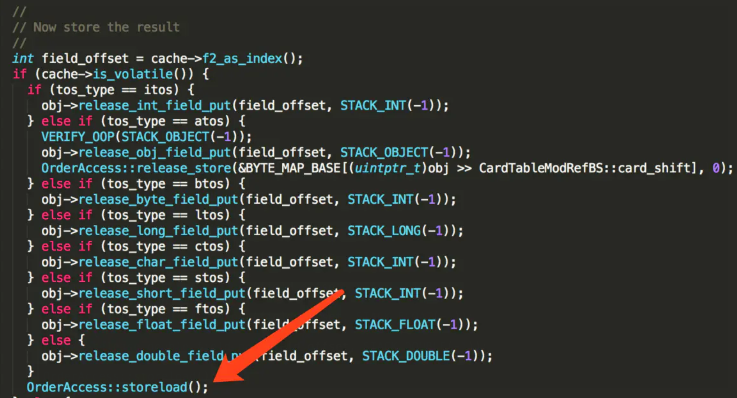 //
// Now store the result
//
int field_offset = cache->f2_as_index();
if (cache->is_volatile()) {
if (tos_type == itos) {
obj->release_int_field_put(field_offset, STACK_INT(-1));
} else if (tos_type == atos) {
VERIFY_OOP(STACK_OBJECT(-1));
obj->release_obj_field_put(field_offset, STACK_OBJECT(-1));
OrderAccess::release_store(&BYTE_MAP_BASE[(uintptr_t)obj >> CardTableModRefBS::card_shift], 0);
} else if (tos_type == btos) {
obj->release_byte_field_put(field_offset, STACK_INT(-1));
} else if (tos_type == ltos) {
obj->release_long_field_put(field_offset, STACK_LONG(-1));
} else if (tos_type == ctos) {
obj->release_char_field_put(field_offset, STACK_INT(-1));
} else if (tos_type == stos) {
obj->release_short_field_put(field_offset, STACK_INT(-1));
} else if (tos_type == ftos) {
obj->release_float_field_put(field_offset, STACK_FLOAT(-1));
} else {
obj->release_double_field_put(field_offset, STACK_DOUBLE(-1));
}
OrderAccess::storeload();